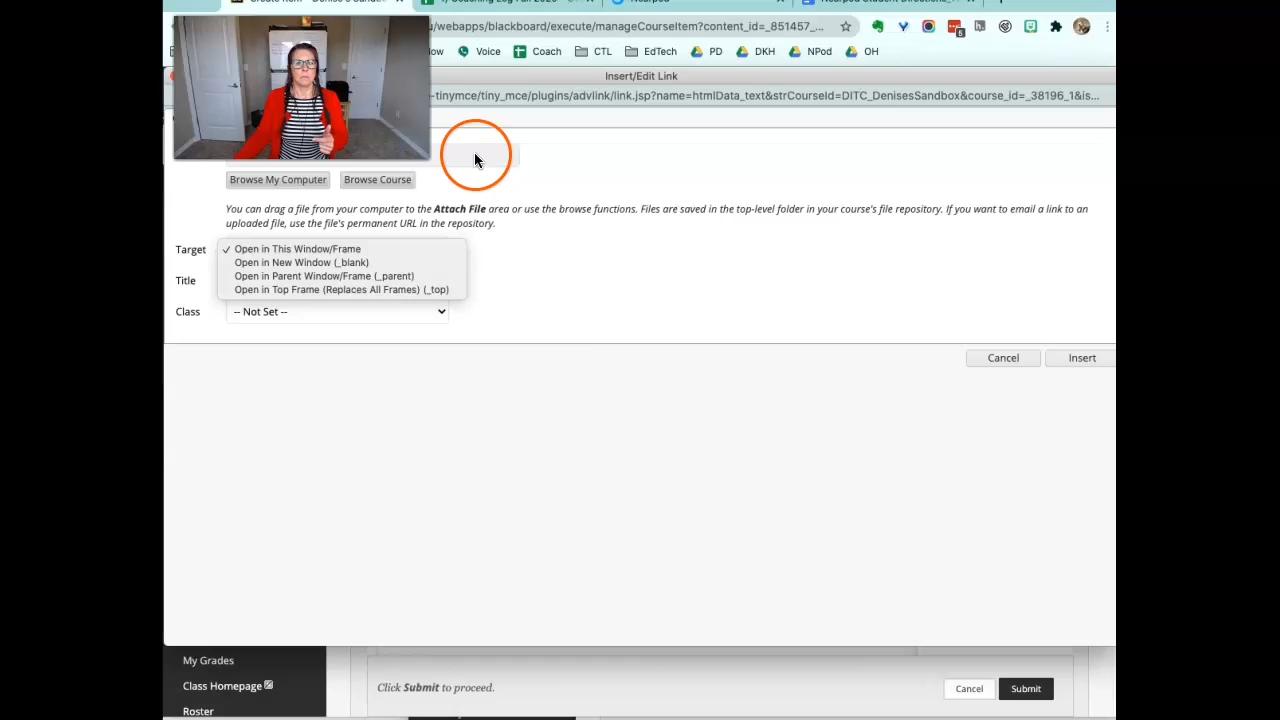 u/webapps/blackboard/execute/manageCourseItem?content_id=_851457_...
6
Voice
Coach
CTL
EdTech
PD
DKH
NPod
OH
Insert/Edit Link
-tinymce/tiny_mce/plugins/advlink/link.jsp?name=htmlData_text&strCourseId=DITC_DenisesSandbox&course_id=_38196_1&is...
Browse My Computer
Browse Course
You can drag a file from your computer to the Attach File area or use the browse functions. Files are saved in the top-level folder in your course's file repository. If you want to email a link to an
uploaded file, use the file's permanent URL in the repository.
Target
✓ Open in This Window/Frame
Open in New Window (_blank)
Open in Parent Window/Frame (_parent)
Open in Top Frame (Replaces All Frames) (_top)
Title
Class
-- Not Set --
Cancel
Insert
My Grades
Class Homepage
Roster
Click Submit to proceed.
Cancel
Submit